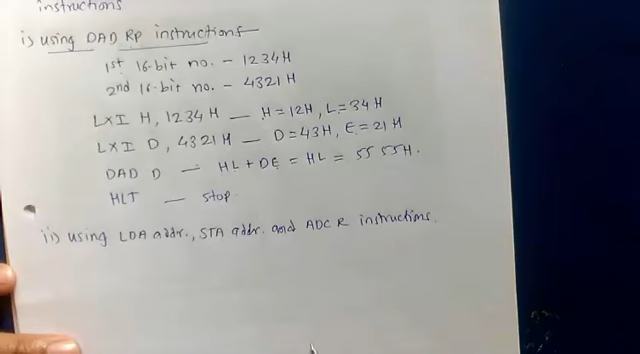 instructions
i) using DAD Rp instructions
1st 16-bit no. - 1234H
2nd 16-bit no. - 4321H
LXI H, 1234H — H=12H, L=34H
LXI D, 4321H — D=43H, E=21H
DAD D — HL+DE = HL = 5555H.
HLT — stop.
ii) using LDA addr., STA addr. and ADC R instructions.